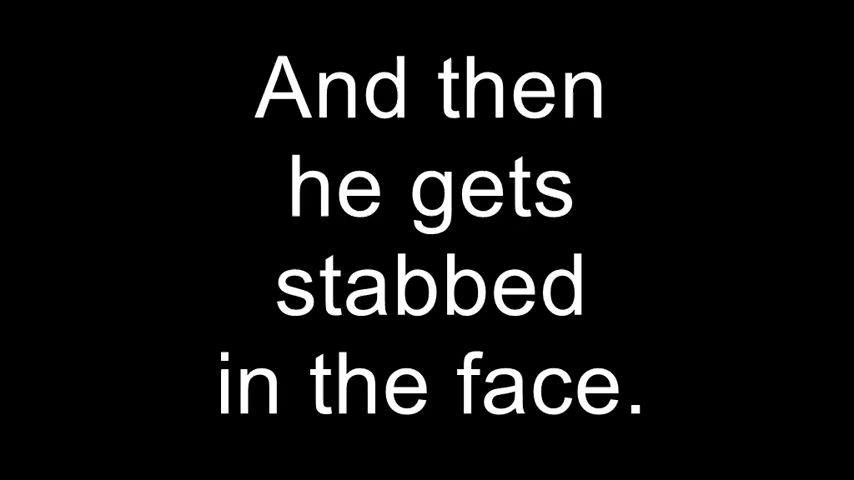 And then
he gets
stabbed
in the face.